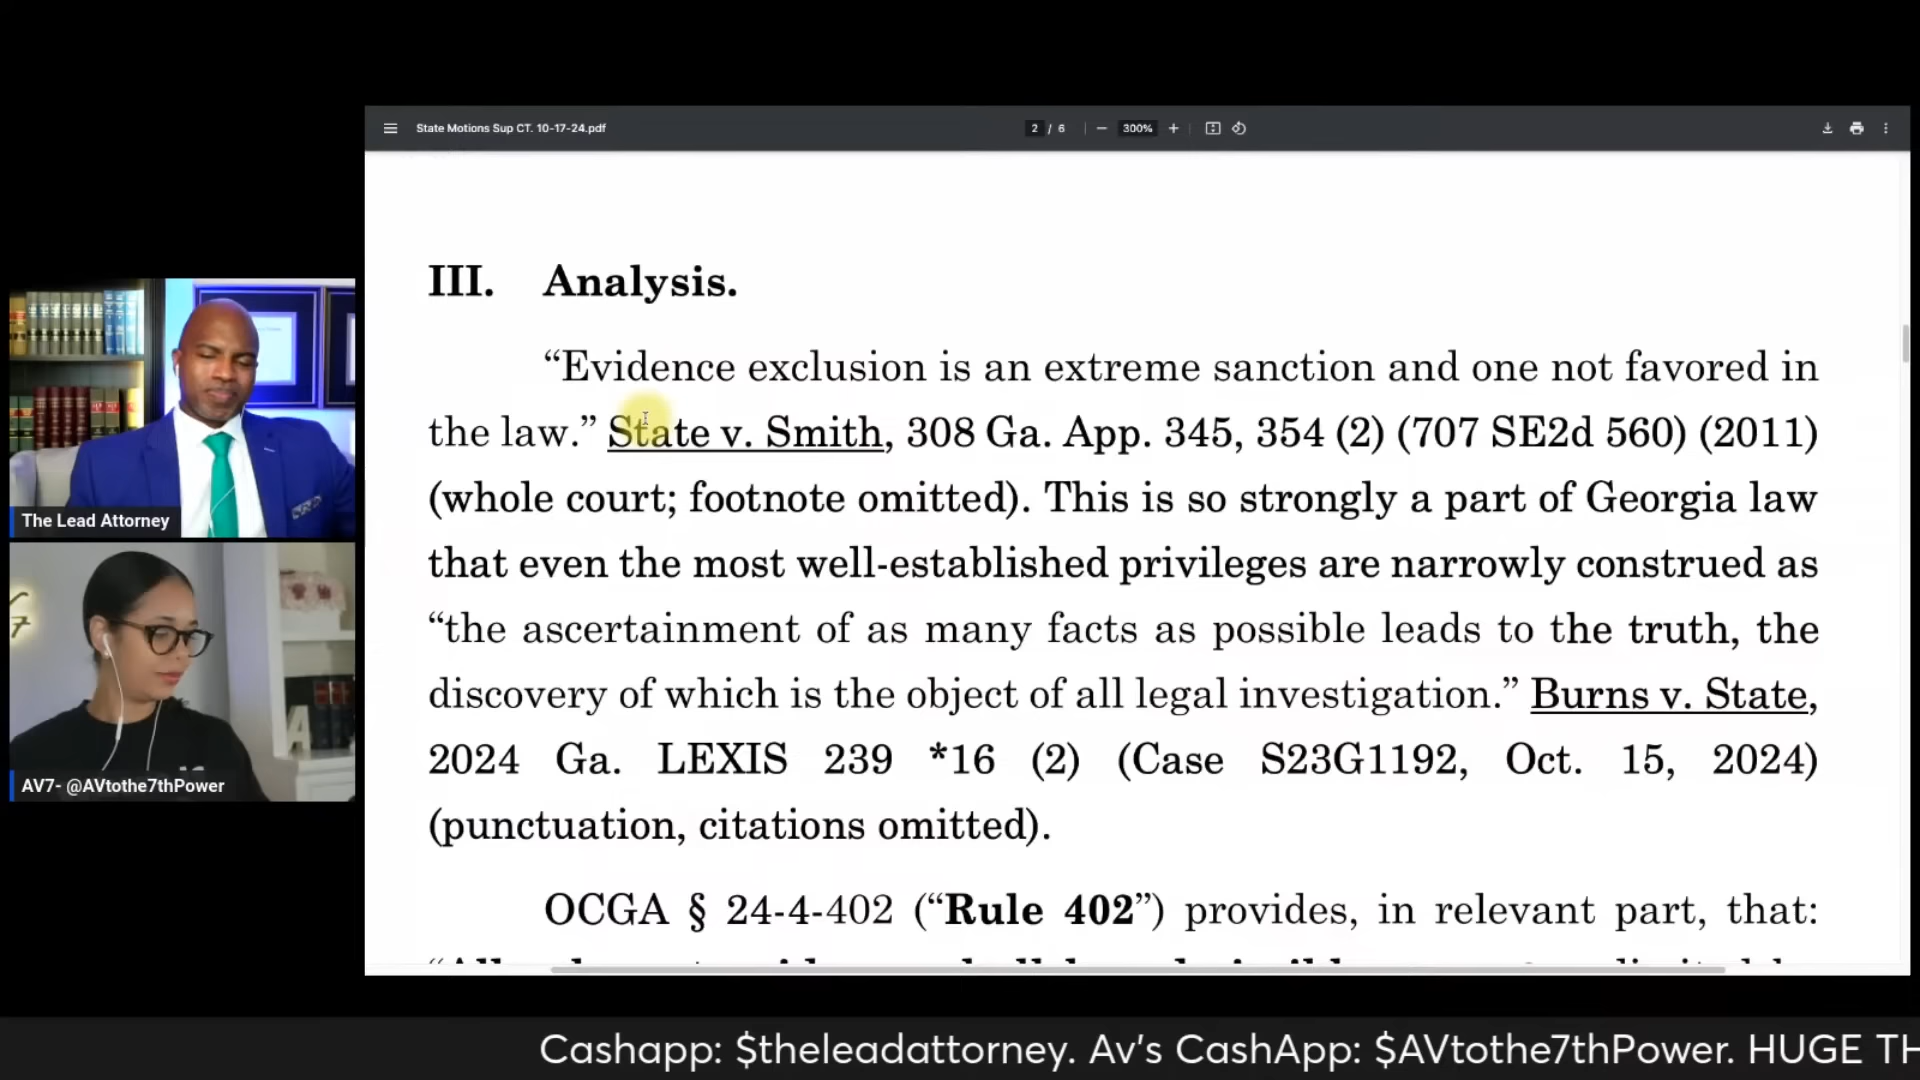 State Motions Sup CT. 10-17-24.pdf
2 / 6
300%
III. Analysis.
“Evidence exclusion is an extreme sanction and one not favored in
the law.” State v. Smith, 308 Ga. App. 345, 354 (2) (707 SE2d 560) (2011)
(whole court; footnote omitted). This is so strongly a part of Georgia law
that even the most well-established privileges are narrowly construed as
“the ascertainment of as many facts as possible leads to the truth, the
discovery of which is the object of all legal investigation.” Burns v. State,
2024 Ga. LEXIS 239 *16 (2) (Case S23G1192, Oct. 15, 2024)
(punctuation, citations omitted).
OCGA § 24-4-402 (“Rule 402”) provides, in relevant part, that:
The Lead Attorney
AV7- @AVtothe7thPower
Cashapp: $theleadattorney. Av's CashApp: $AVtothe7thPower. HUGE TH